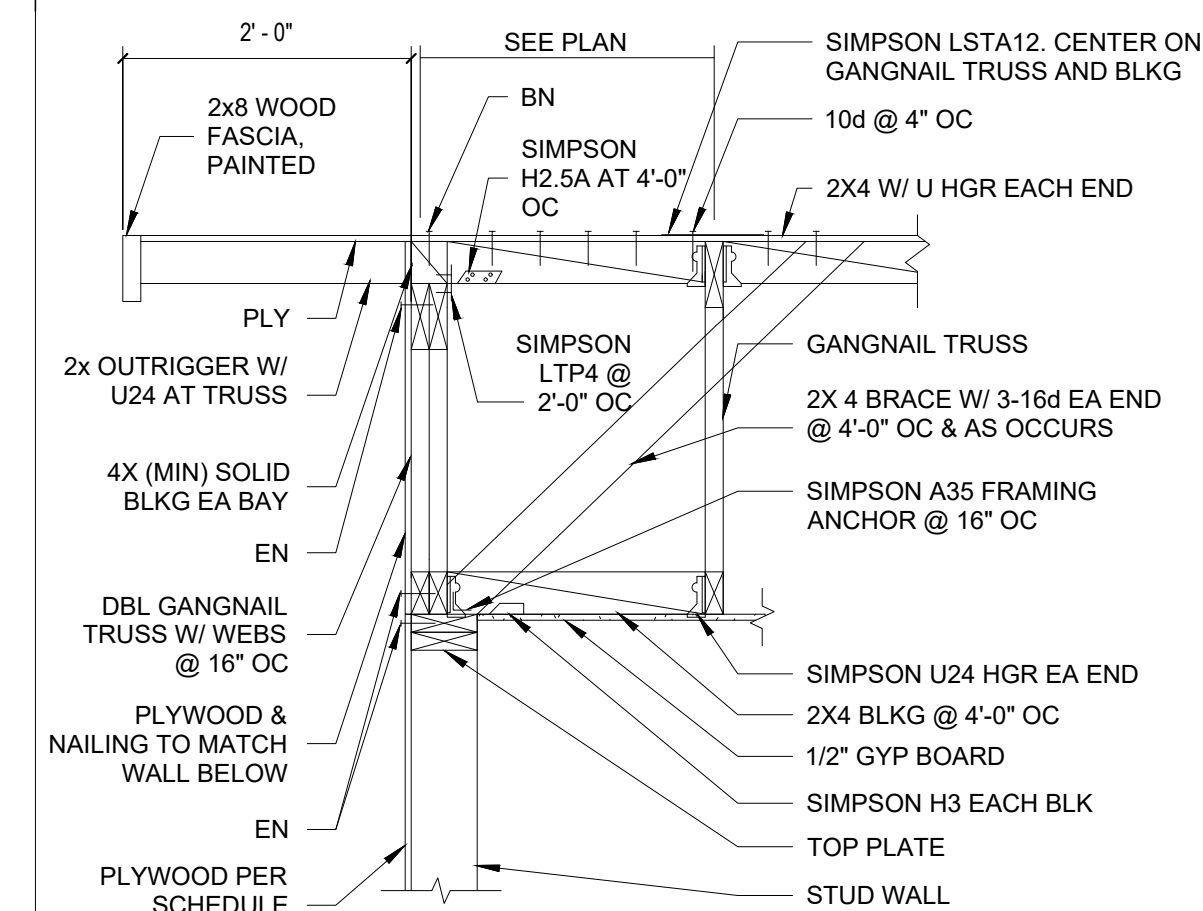 2' - 0"
SEE PLAN
2x8 WOOD
FASCIA,
PAINTED
BN
SIMPSON
H2.5A AT 4'-0"
OC
SIMPSON LSTA12. CENTER ON
GANGNAIL TRUSS AND BLKG
10d @ 4" OC
2X4 W/ U HGR EACH END
PLY
2x OUTRIGGER W/
U24 AT TRUSS
4X (MIN) SOLID
BLKG EA BAY
EN
DBL GANGNAIL
TRUSS W/ WEBS
@ 16" OC
PLYWOOD &
NAILING TO MATCH
WALL BELOW
EN
PLYWOOD PER
SCHEDULE
SIMPSON
LTP4 @
2'-0" OC
GANGNAIL TRUSS
2X 4 BRACE W/ 3-16d EA END
@ 4'-0" OC & AS OCCURS
SIMPSON A35 FRAMING
ANCHOR @ 16" OC
SIMPSON U24 HGR EA END
2X4 BLKG @ 4'-0" OC
1/2" GYP BOARD
SIMPSON H3 EACH BLK
TOP PLATE
STUD WALL